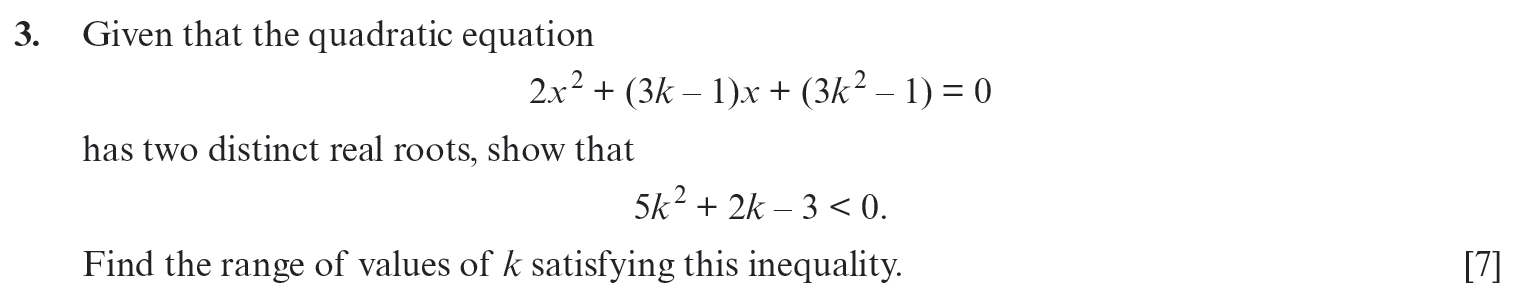 3. Given that the quadratic equation
2x² + (3k – 1)x + (3k² – 1) = 0
has two distinct real roots, show that
5k² + 2k – 3 < 0.
Find the range of values of k satisfying this inequality. [7]